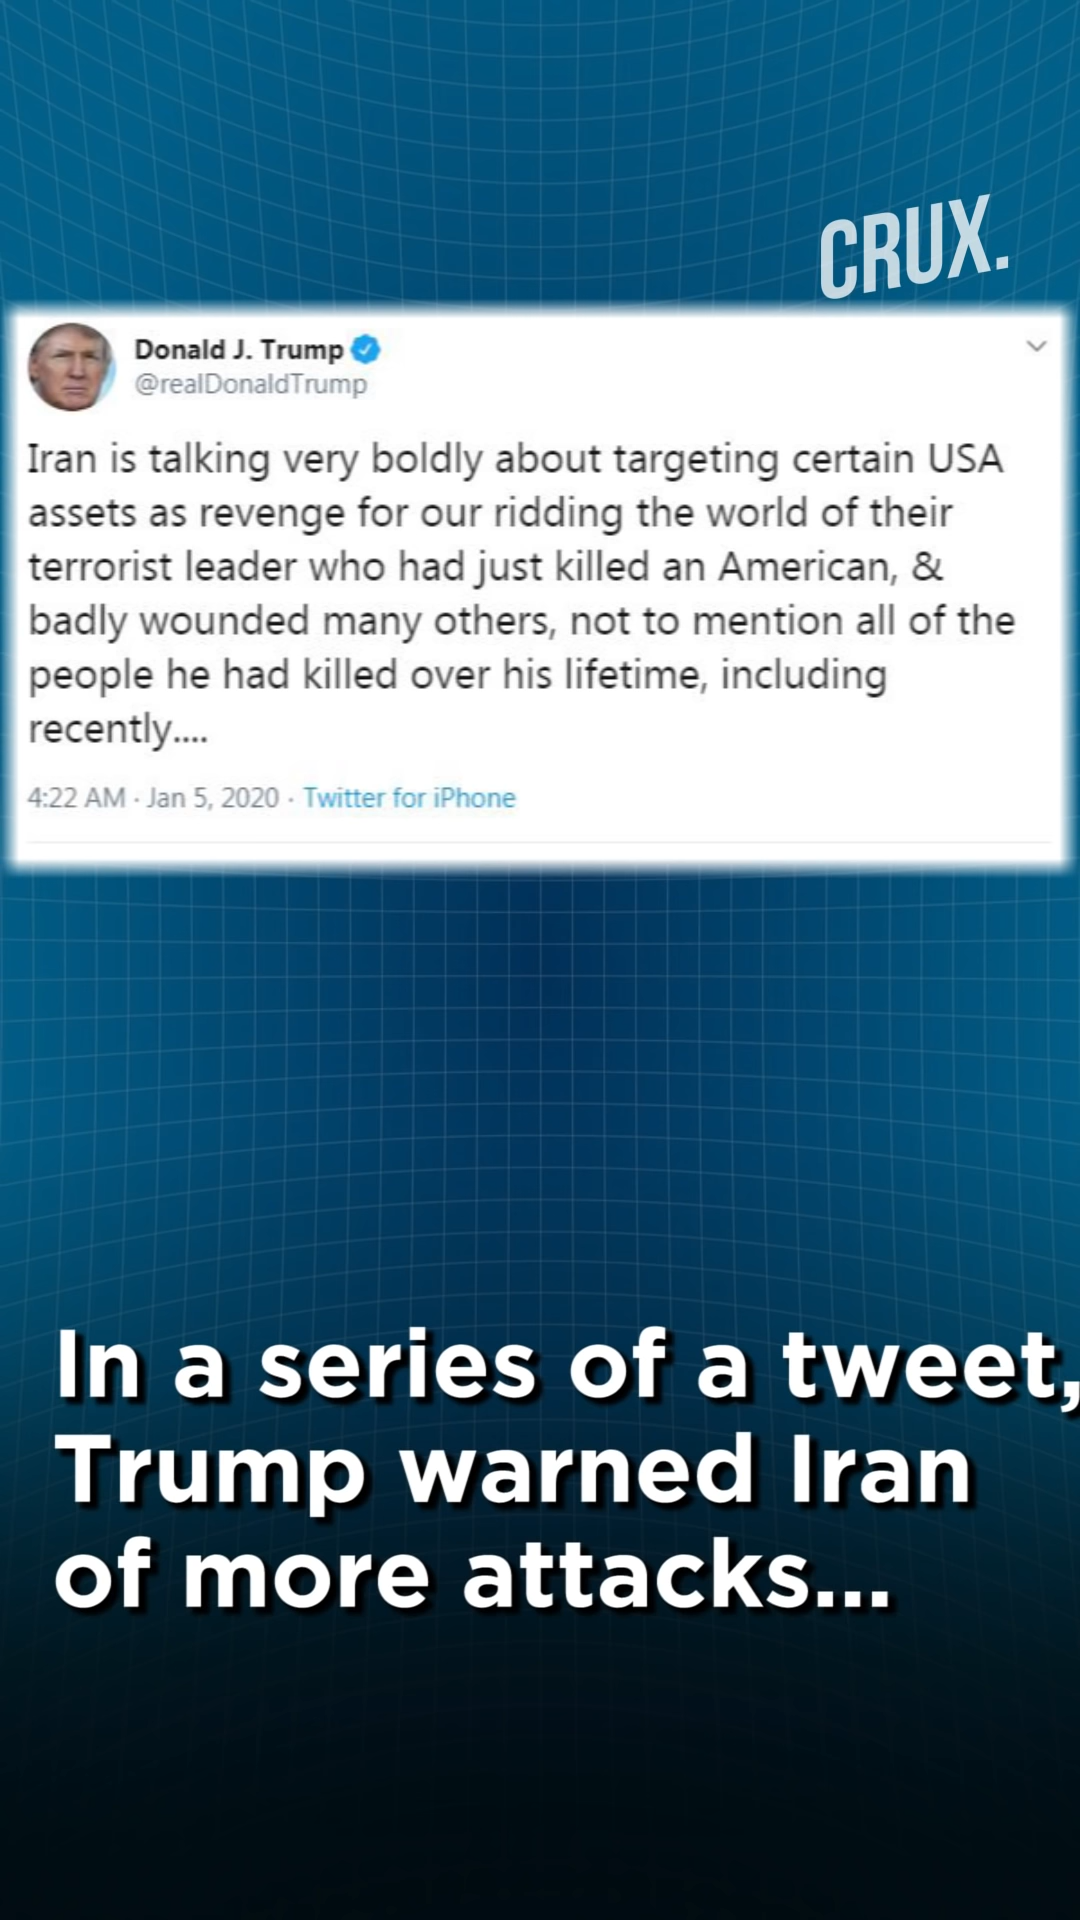 CRUX.
Donald J. Trump
@realDonaldTrump
Iran is talking very boldly about targeting certain USA
assets as revenge for our ridding the world of their
terrorist leader who had just killed an American, &
badly wounded many others, not to mention all of the
people he had killed over his lifetime, including
recently....
4:22 AM · Jan 5, 2020 · Twitter for iPhone
In a series of a tweet,
Trump warned Iran
of more attacks...